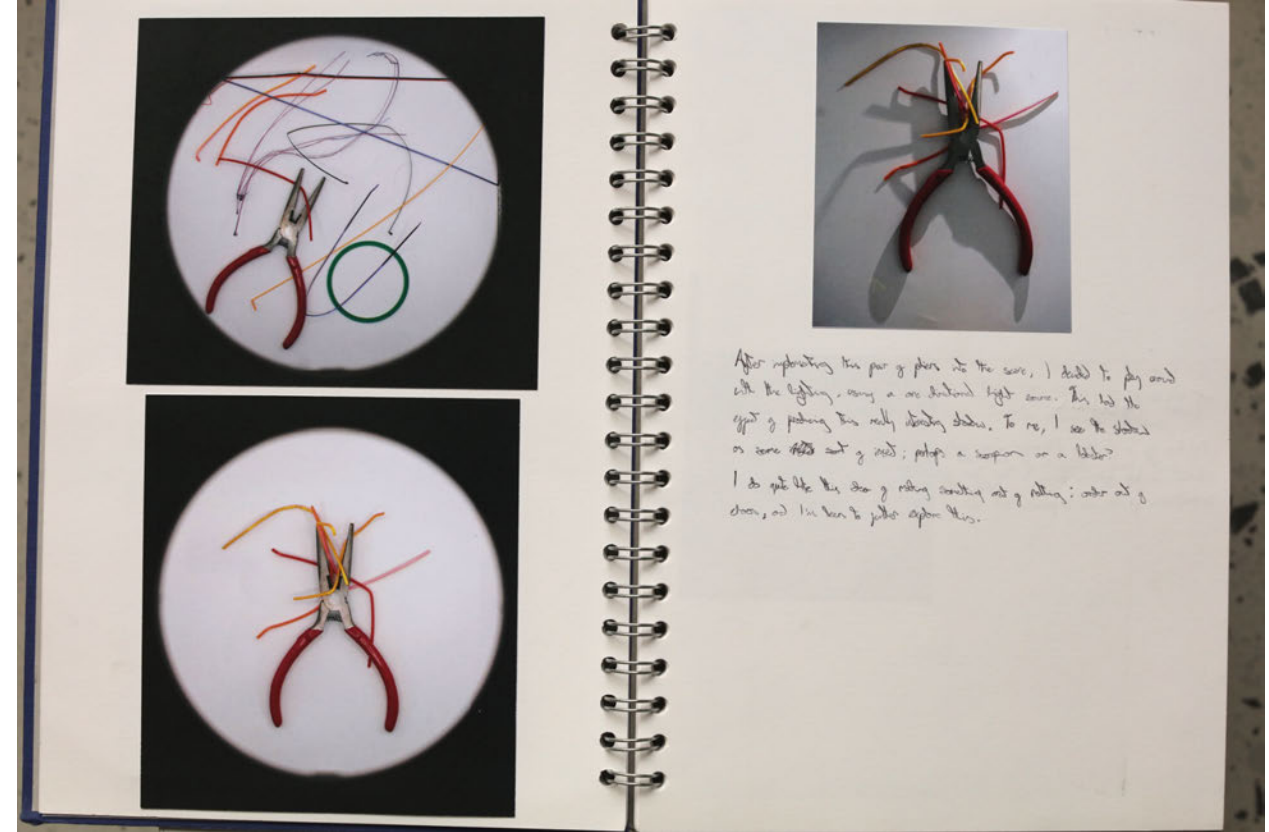 After introducing this pair of pliers into the scene, I decided to play around
with the lighting, using a one directional light source. This had the
effect of producing this really interesting shadow. To me, I see the shadow
as some sort of insect; perhaps a scorpion or a lobster?
I do quite like this idea of making something out of nothing; order out of
chaos, and I'm keen to further explore this.